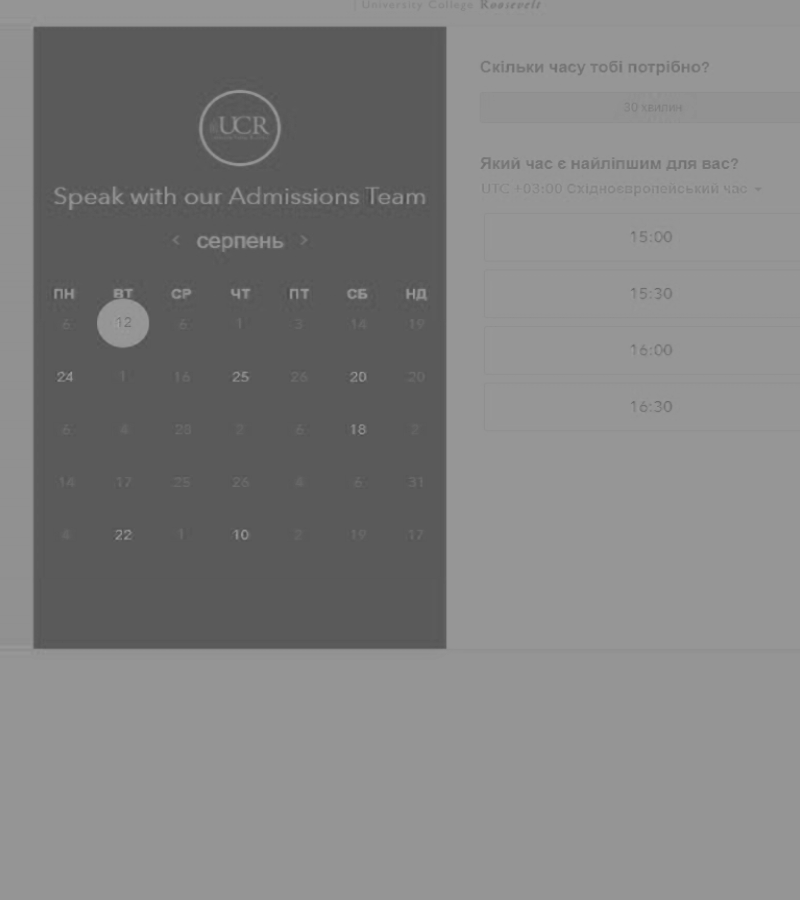 University College Roosevelt
UCR
Speak with our Admissions Team
< серпень >
ПН ВТ СР ЧТ ПТ СБ НД
6 12 6 1 3 14 19
24 1 16 25 26 20 20
6 4 23 2 6 18 2
14 17 25 26 4 6 31
4 22 1 10 2 19 17
Скільки часу тобі потрібно?
30 хвилин
Який час є найліпшим для вас?
UTC +03:00 Східноєвропейський час
15:00
15:30
16:00
16:30